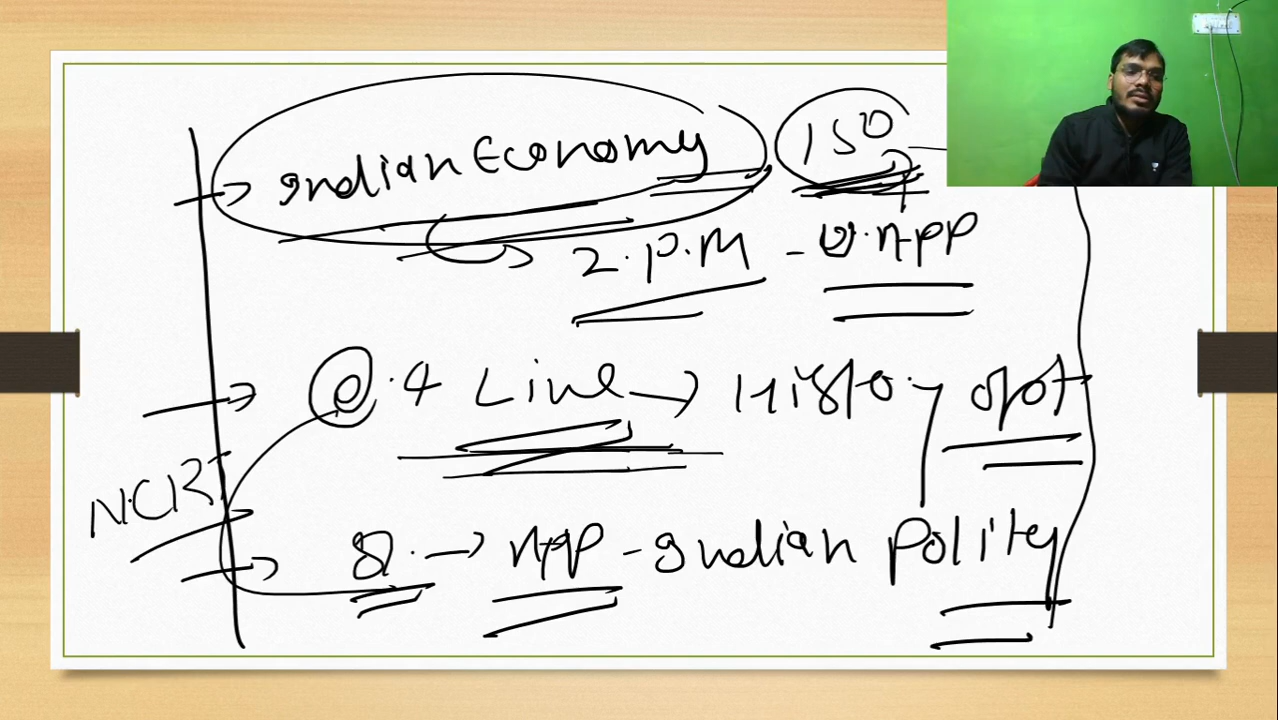 Indian Economy 150
2.P.M - App
@.4 Line → History opt
NCRT
8. → App - Indian Polity